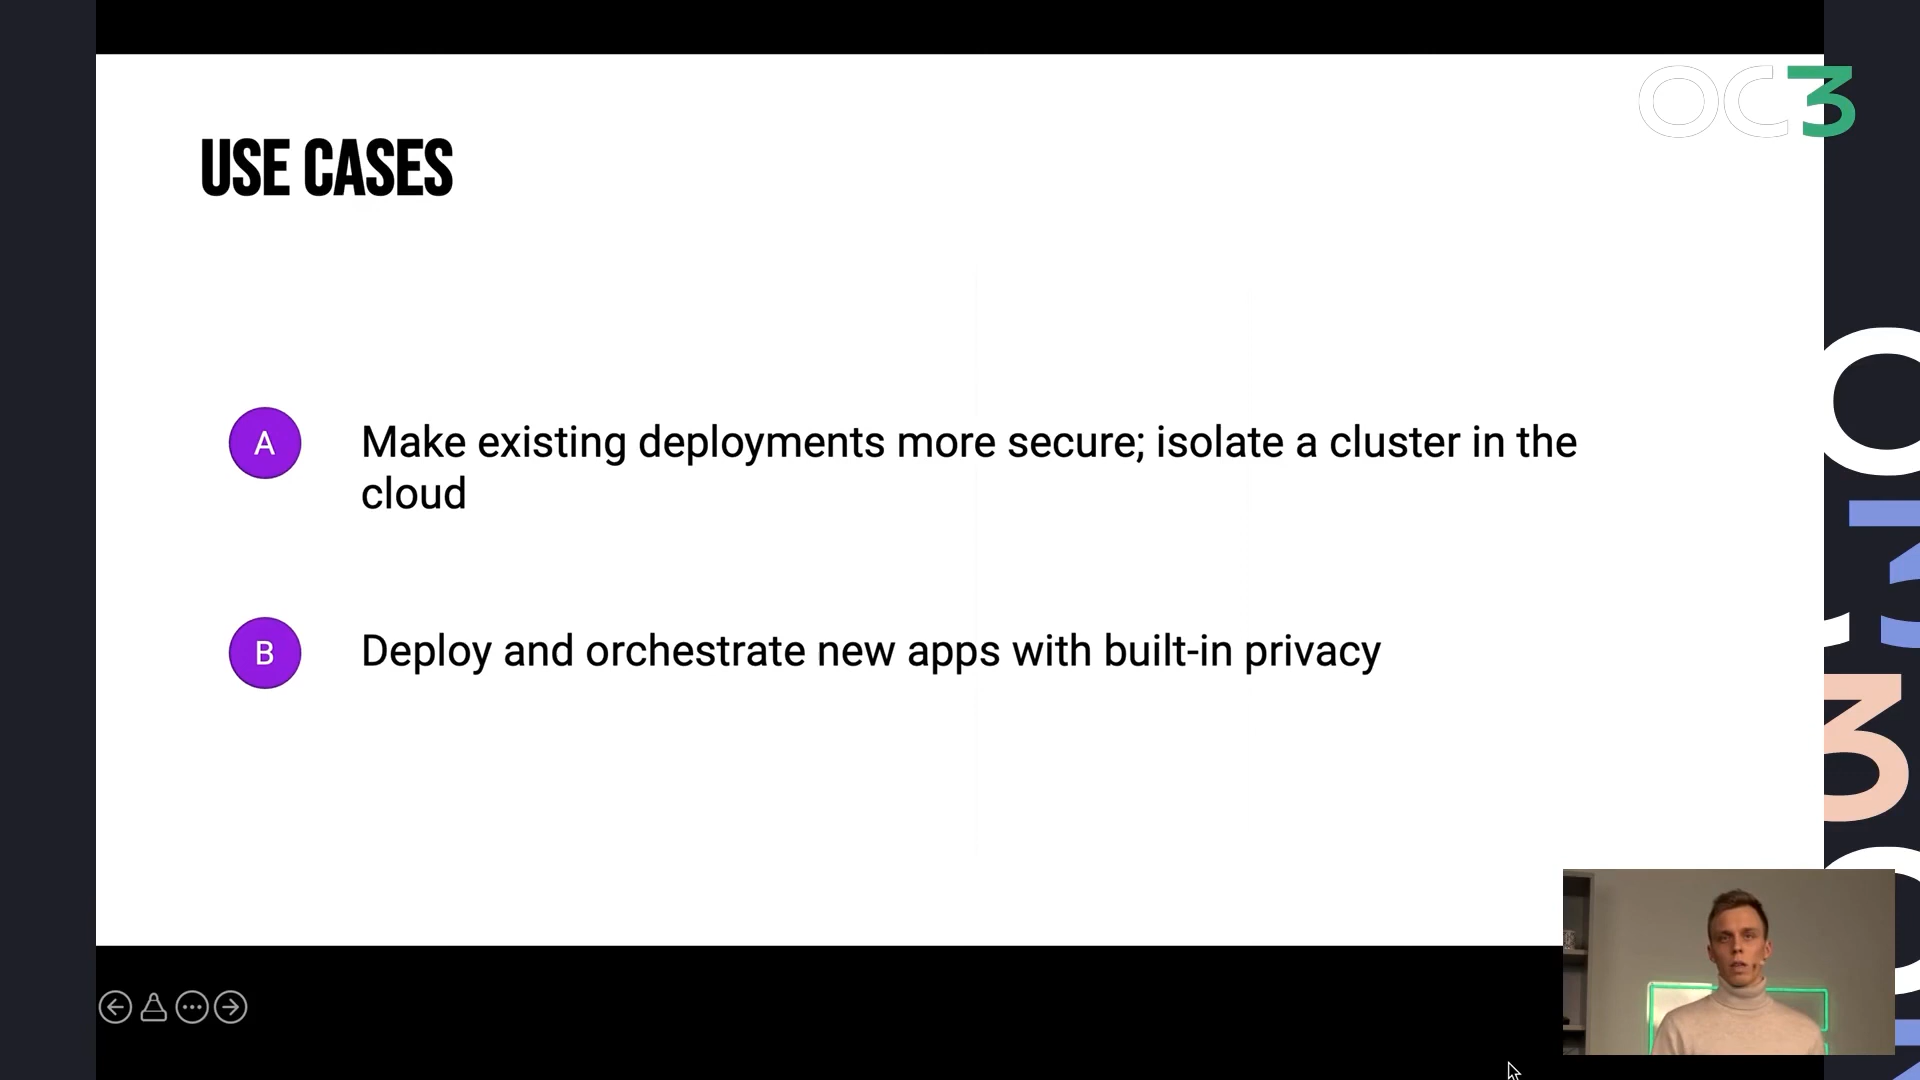 OC3
USE CASES
A
Make existing deployments more secure; isolate a cluster in the
cloud
B
Deploy and orchestrate new apps with built-in privacy